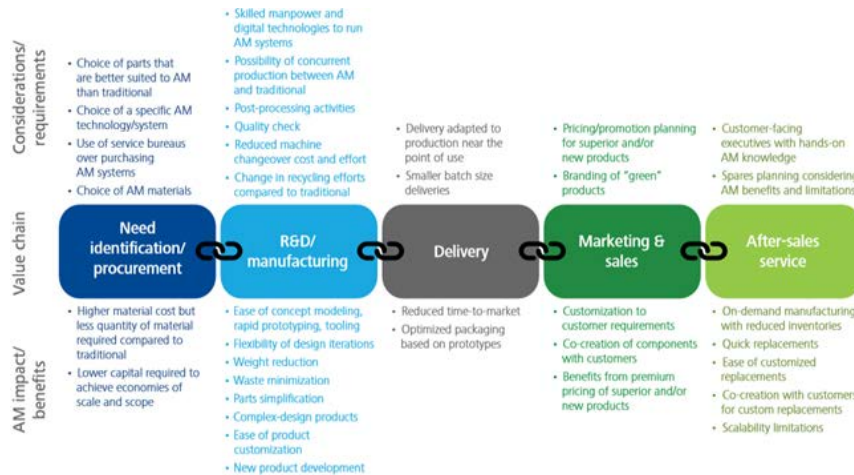 Considerations/
requirements
• Choice of parts that
are better suited to AM
than traditional
• Choice of a specific AM
technology/system
• Use of service bureaus
over purchasing
AM systems
• Choice of AM materials
• Skilled manpower and
digital technologies to run
AM systems
• Possibility of concurrent
production between AM
and traditional
• Post-processing activities
• Quality check
• Reduced machine
changeover cost and effort
• Change in recycling efforts
compared to traditional
• Delivery adapted to
production near the
point of use
• Smaller batch size
deliveries
• Pricing/promotion planning
for superior and/or
new products
• Branding of "green"
products
• Customer-facing
executives with hands-on
AM knowledge
• Spares planning considering
AM benefits and limitations
Value chain
Need
identification/
procurement
R&D/
manufacturing
Delivery
Marketing &
sales
After-sales
service
AM impact/
benefits
• Higher material cost but
less quantity of material
required compared to
traditional
• Lower capital required to
achieve economies of
scale and scope
• Ease of concept modeling,
rapid prototyping, tooling
• Flexibility of design iterations
• Weight reduction
• Waste minimization
• Parts simplification
• Complex-design products
• Ease of product
customization
• New product development
• Reduced time-to-market
• Optimized packaging
based on prototypes
• Customization to
customer requirements
• Co-creation of components
with customers
• Benefits from premium
pricing of superior and/or
new products
• On-demand manufacturing
with reduced inventories
• Quick replacements
• Ease of customized
replacements
• Co-creation with customers
for custom replacements
• Scalability limitations